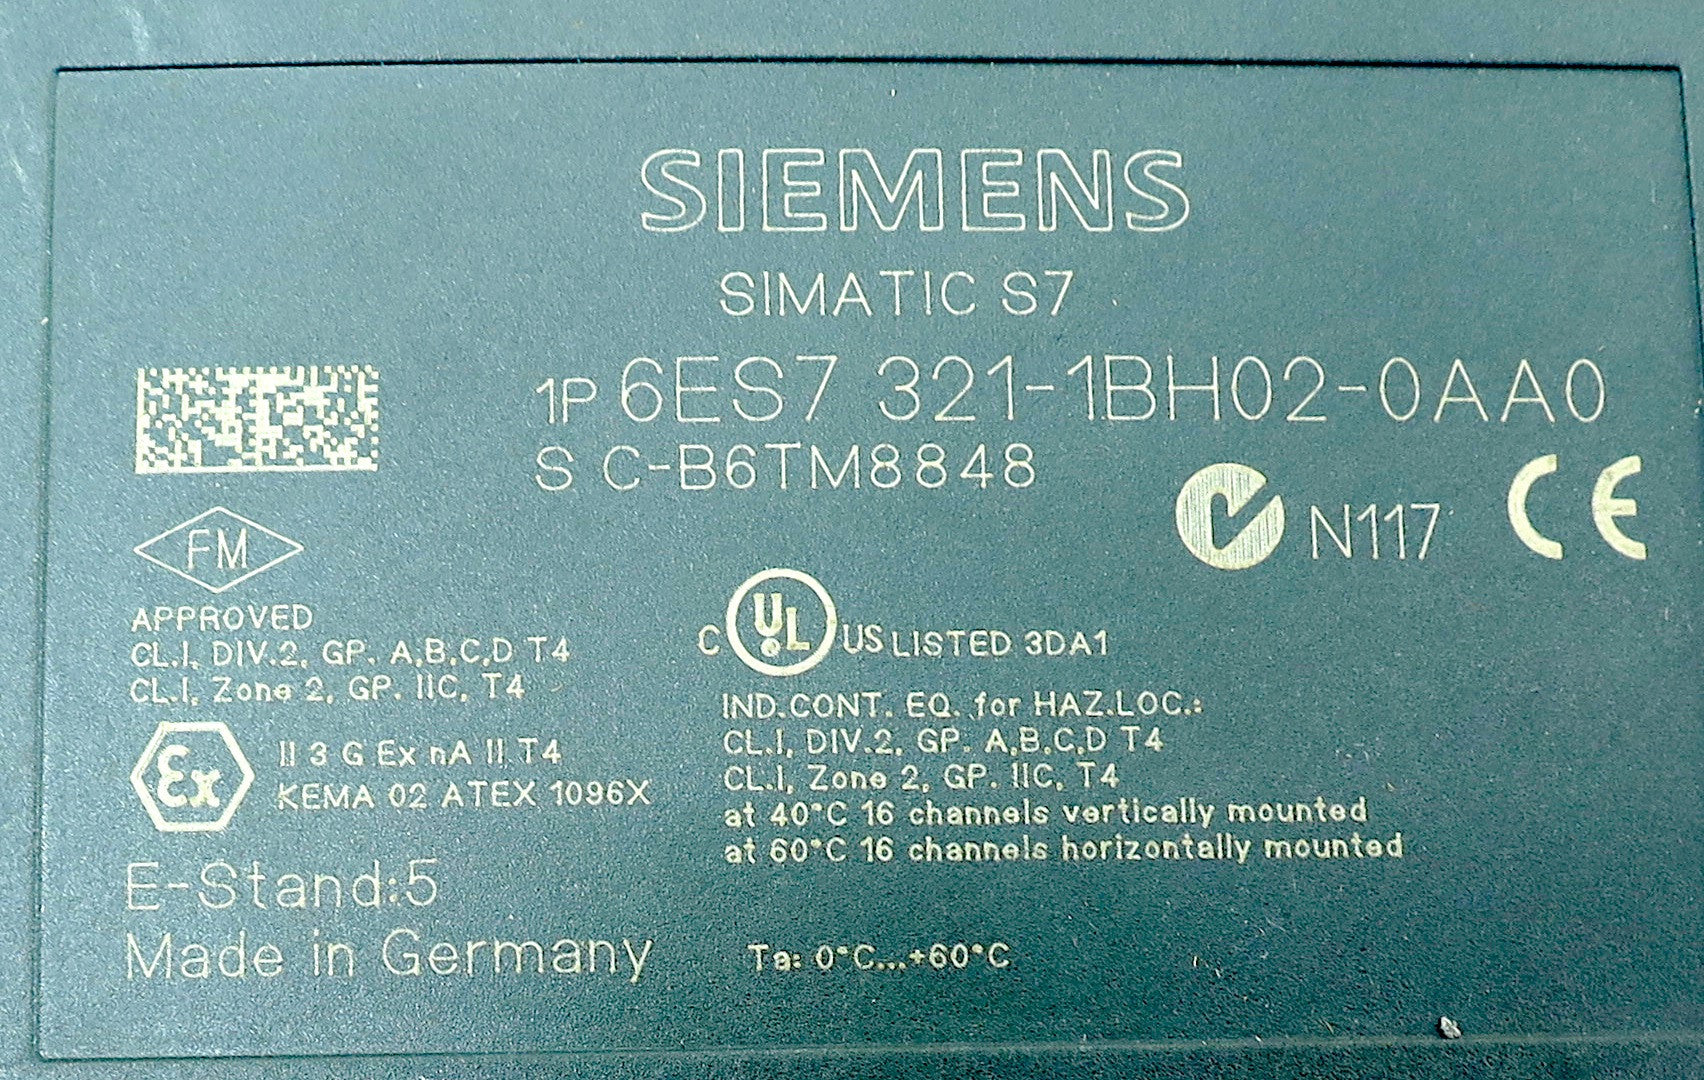 SIEMENS
SIMATIC S7
1P 6ES7 321-1BH02-0AA0
S C-B6TM8848
N117 CE
FM
APPROVED
CL.I, DIV.2, GP. A,B,C,D T4
CL.I, Zone 2, GP. IIC, T4
Ex II 3 G Ex nA II T4
KEMA 02 ATEX 1096X
E-Stand:5
Made in Germany
C UL US LISTED 3DA1
IND.CONT. EQ. for HAZ.LOC.:
CL.I, DIV.2, GP. A,B,C,D T4
CL.I, Zone 2, GP. IIC, T4
at 40°C 16 channels vertically mounted
at 60°C 16 channels horizontally mounted
Ta: 0°C...+60°C